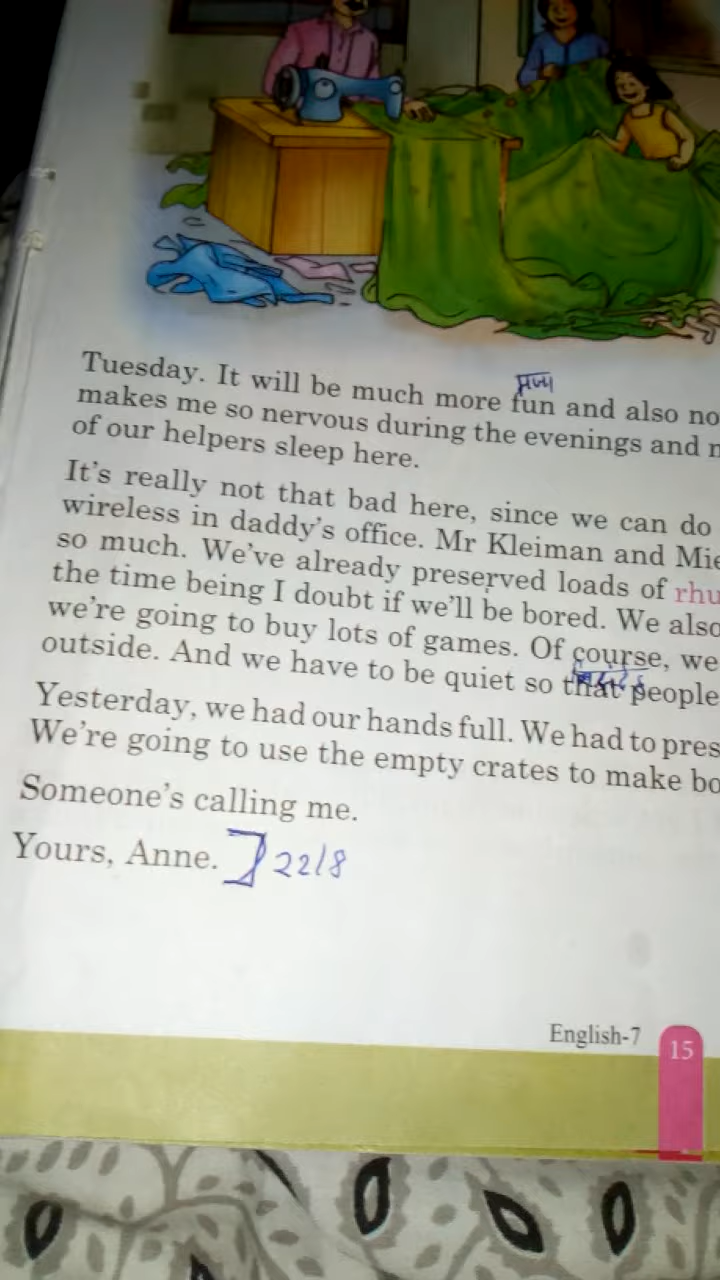 मजा
Tuesday. It will be much more fun and also no
makes me so nervous during the evenings and
of our helpers sleep here.
It's really not that bad here, since we can do
wireless in daddy's office. Mr Kleiman and Mie
so much. We've already preserved loads of rhu
the time being I doubt if we'll be bored. We also
we're going to buy lots of games. Of course, we
outside. And we have to be quiet so that people
Yesterday, we had our hands full. We had to pres
We're going to use the empty crates to make bo
Someone's calling me.
Yours, Anne. 22/8
English-7
15